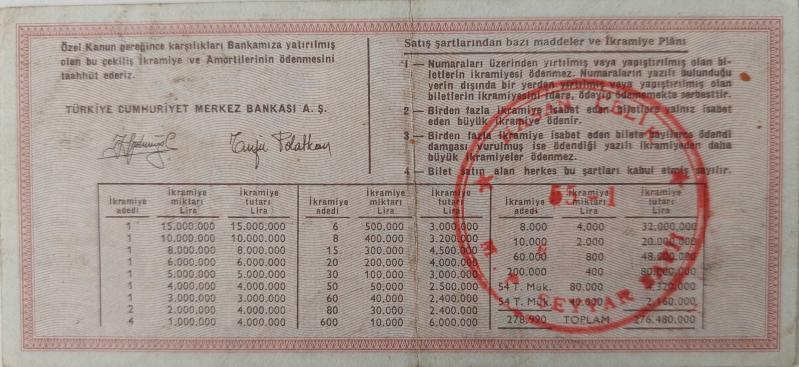 Özel Kanun gereğince karşılıkları Bankamıza yatırılmış
olan bu çekiliş İkramiye ve Amortilerinin ödenmesini
taahhüt ederiz.
TÜRKİYE CUMHURİYET MERKEZ BANKASI A. Ş.
Satış şartlarından bazı maddeler ve İkramiye Plânı
1 — Numaraları üzerinden yırtılmış veya yapıştırılmış olan bi-
letlerin ikramiyesi ödenmez. Numaraların yazılı bulunduğu
yerin dışında bir yerden yırtılmış veya yapıştırılmış olan
biletlerin ikramiyesini İdare, ödeyip ödememekte serbesttir.
2 — Birden fazla ikramiye isabet eden biletlere yalnız isabet
eden büyük ikramiye ödenir.
3 — Birden fazla ikramiye isabet eden bilete bayilerce ödendi
damgası vurulmuş ise ödendiği yazılı ikramiyeden daha
büyük ikramiyeler ödenmez.
4 — Bilet satın alan herkes bu şartları kabul etmiş sayılır.
İkramiye adedi İkramiye miktarı Lira İkramiye tutarı Lira İkramiye adedi İkramiye miktarı Lira İkramiye tutarı Lira İkramiye adedi İkramiye miktarı Lira İkramiye tutarı Lira
1 15.000.000 15.000.000 6 500.000 3.000.000 8.000 4.000 32.000.000
1 10.000.000 10.000.000 8 400.000 3.200.000 10.000 2.000 20.000.000
1 8.000.000 8.000.000 15 300.000 4.500.000 60.000 800 48.000.000
1 6.000.000 6.000.000 20 200.000 4.000.000 200.000 400 80.000.000
1 5.000.000 5.000.000 30 100.000 3.000.000 54 T. Mük. 80.000 4.320.000
1 4.000.000 4.000.000 50 50.000 2.500.000 54 T. Mük. 2.160.000
1 3.000.000 3.000.000 60 40.000 2.400.000 278.990 TOPLAM 276.480.000
2 2.000.000 4.000.000 80 30.000 2.400.000
4 1.000.000 4.000.000 600 10.000 6.000.000
SEYYAR BAYİİ